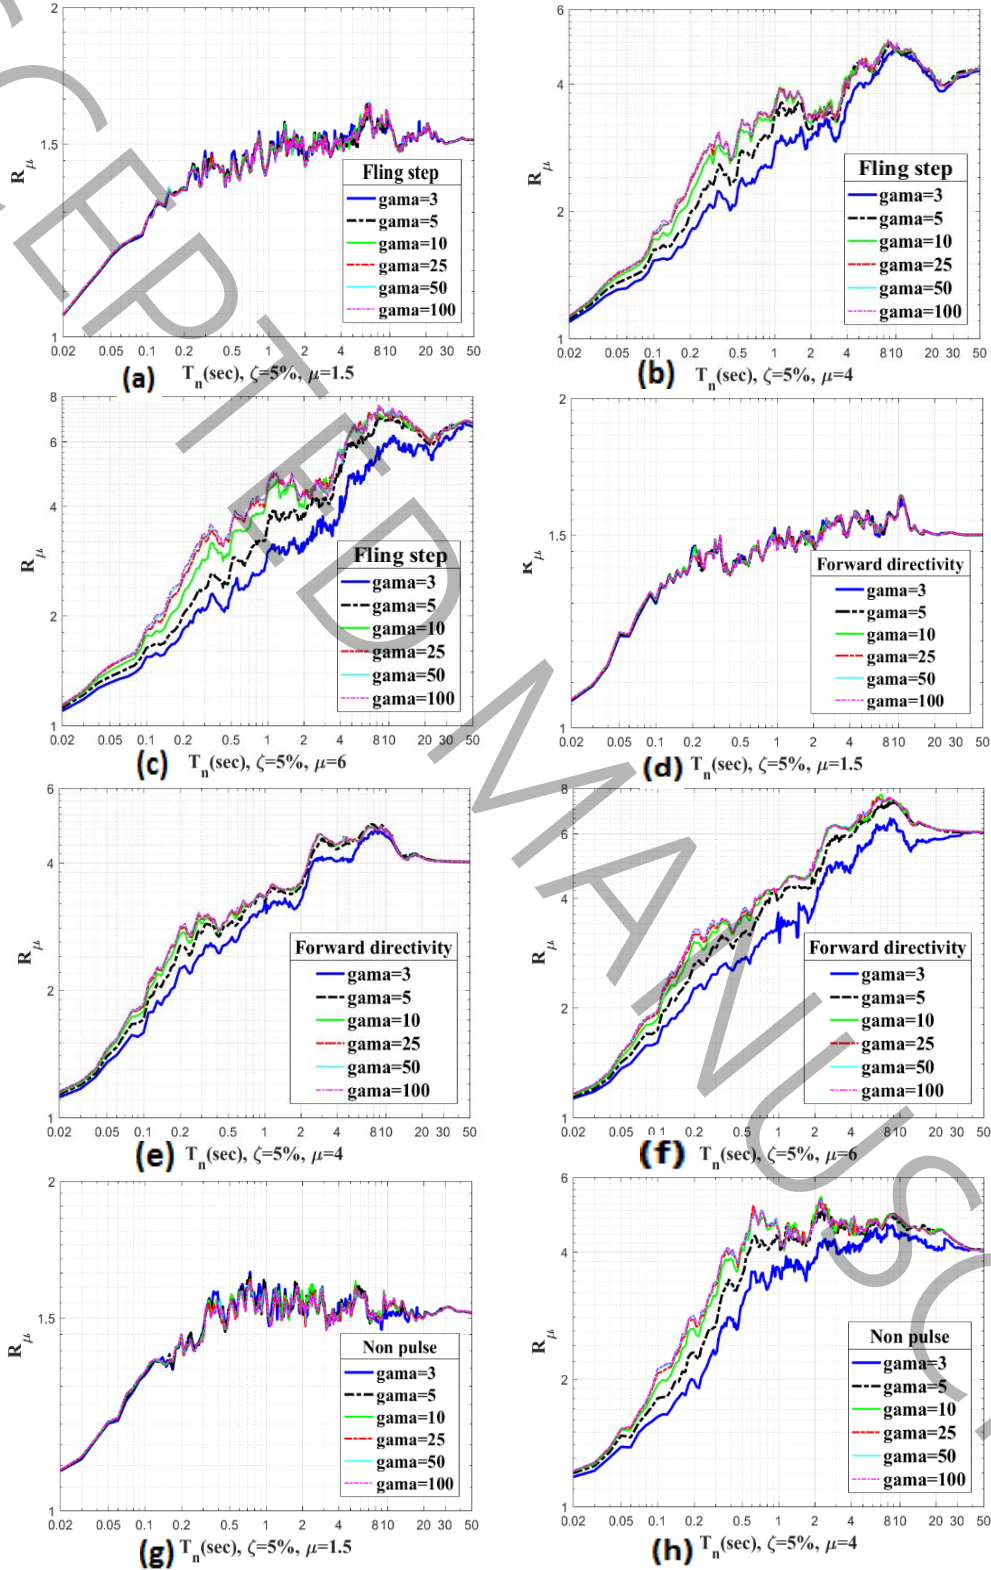 2
1.5
1
R_μ
Fling step
gama=3
gama=5
gama=10
gama=25
gama=50
gama=100
0.02 0.05 0.1 0.2 0.5 1 2 4 8 10 20 30 50
(a) T_n(sec), ζ=5%, μ=1.5
6
4
2
1
R_μ
Fling step
gama=3
gama=5
gama=10
gama=25
gama=50
gama=100
0.02 0.05 0.1 0.2 0.5 1 2 4 8 10 20 30 50
(b) T_n(sec), ζ=5%, μ=4
8
6
4
2
1
R_μ
Fling step
gama=3
gama=5
gama=10
gama=25
gama=50
gama=100
0.02 0.05 0.1 0.2 0.5 1 2 4 8 10 20 30 50
(c) T_n(sec), ζ=5%, μ=6
2
1.5
1
R_μ
Forward directivity
gama=3
gama=5
gama=10
gama=25
gama=50
gama=100
0.02 0.05 0.1 0.2 0.5 1 2 4 8 10 20 30 50
(d) T_n(sec), ζ=5%, μ=1.5
6
4
2
1
R_μ
Forward directivity
gama=3
gama=5
gama=10
gama=25
gama=50
gama=100
0.02 0.05 0.1 0.2 0.5 1 2 4 8 10 20 30 50
(e) T_n(sec), ζ=5%, μ=4
8
6
4
2
1
R_μ
Forward directivity
gama=3
gama=5
gama=10
gama=25
gama=50
gama=100
0.02 0.05 0.1 0.2 0.5 1 2 4 8 10 20 30 50
(f) T_n(sec), ζ=5%, μ=6
2
1.5
1
R_μ
Non pulse
gama=3
gama=5
gama=10
gama=25
gama=50
gama=100
0.02 0.05 0.1 0.2 0.5 1 2 4 8 10 20 30 50
(g) T_n(sec), ζ=5%, μ=1.5
6
4
2
1
R_μ
Non pulse
gama=3
gama=5
gama=10
gama=25
gama=50
gama=100
0.02 0.05 0.1 0.2 0.5 1 2 4 8 10 20 30 50
(h) T_n(sec), ζ=5%, μ=4
CEPTED MANUSC